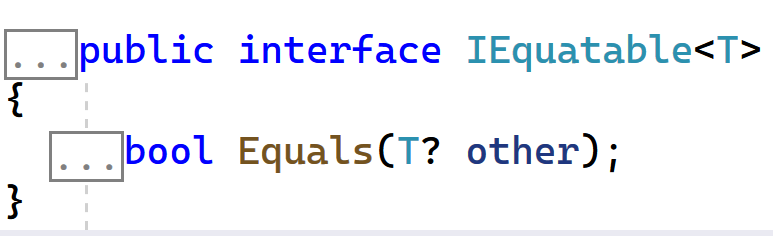 ...public interface IEquatable<T>
{
...bool Equals(T? other);
}